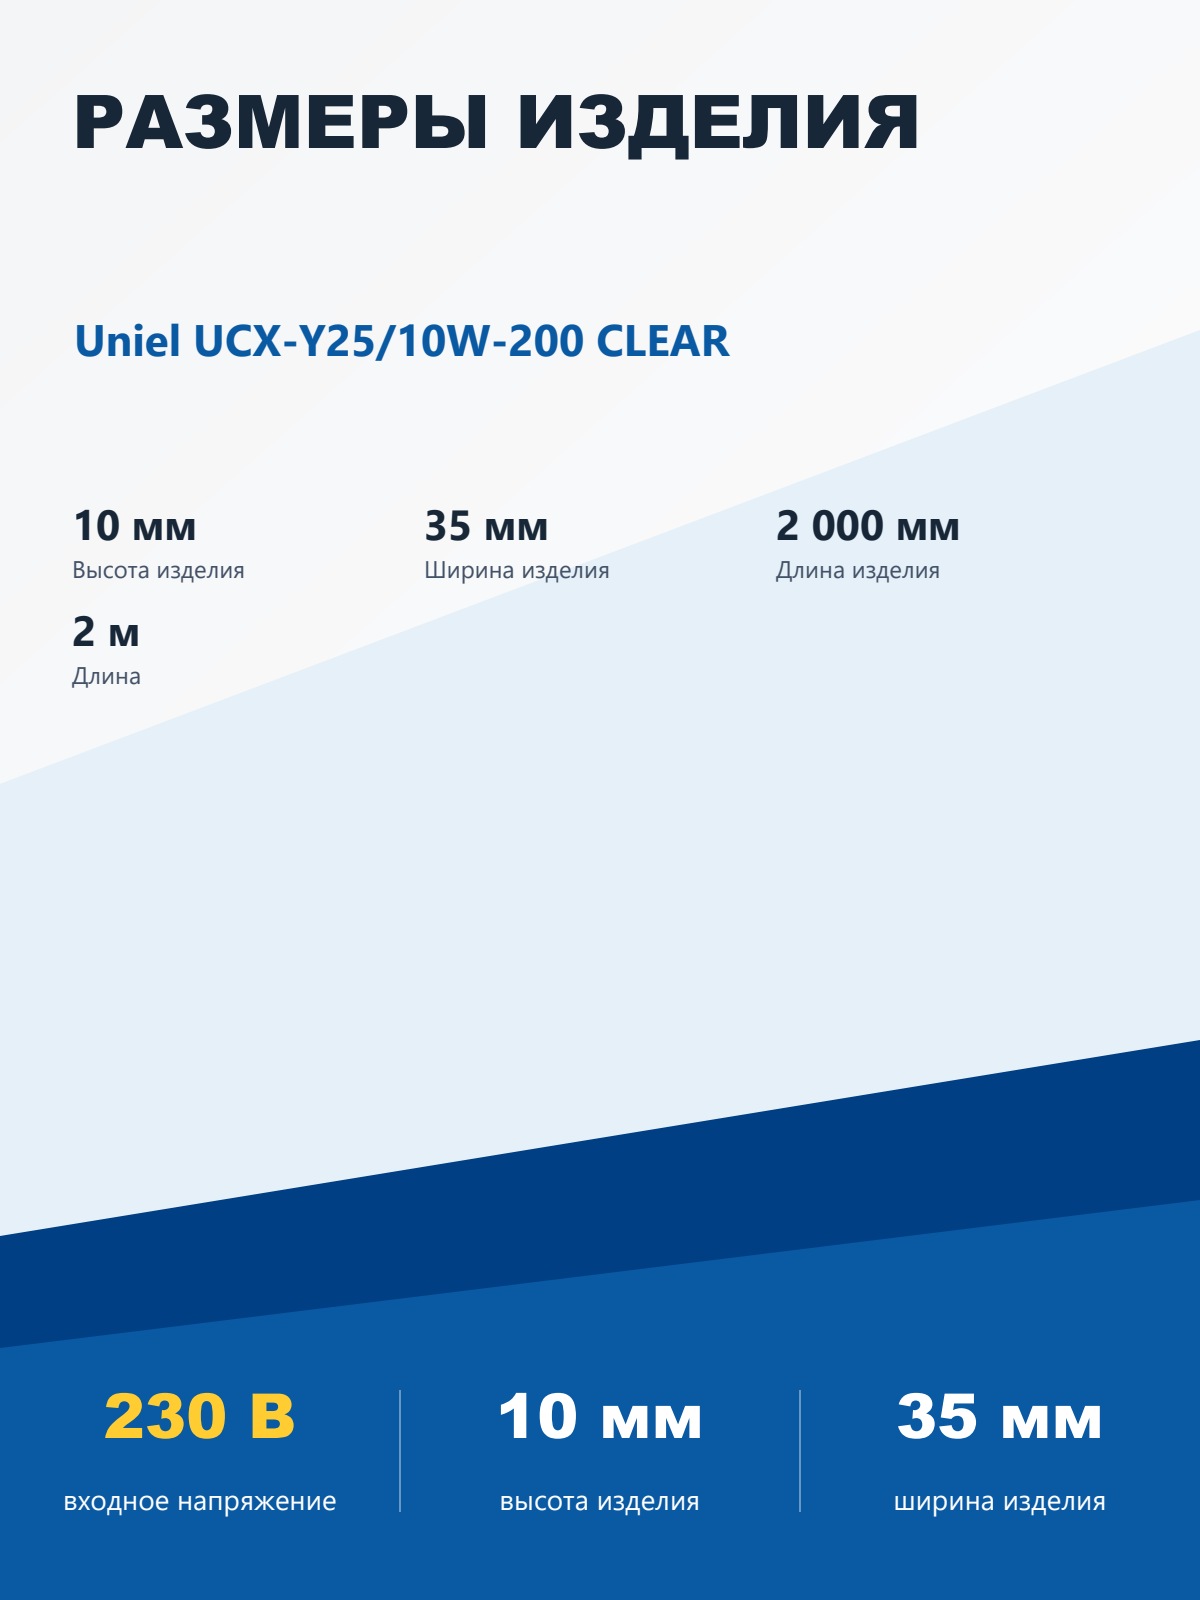 РАЗМЕРЫ ИЗДЕЛИЯ
Uniel UCX-Y25/10W-200 CLEAR
10 мм
Высота изделия
35 мм
Ширина изделия
2 000 мм
Длина изделия
2 м
Длина
230 В
входное напряжение
10 мм
высота изделия
35 мм
ширина изделия